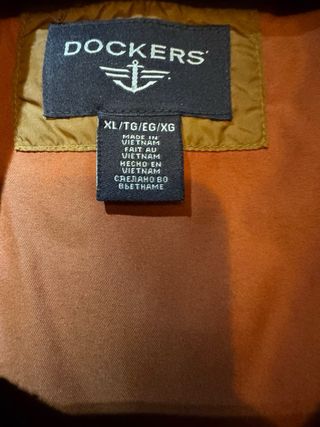 DOCKERS®
XL/TG/EG/XG
MADE IN
VIETNAM
FAIT AU
VIETNAM
HECHO EN
VIETNAM
СДЕЛАНО ВО
ВЬЕТНАМЕ